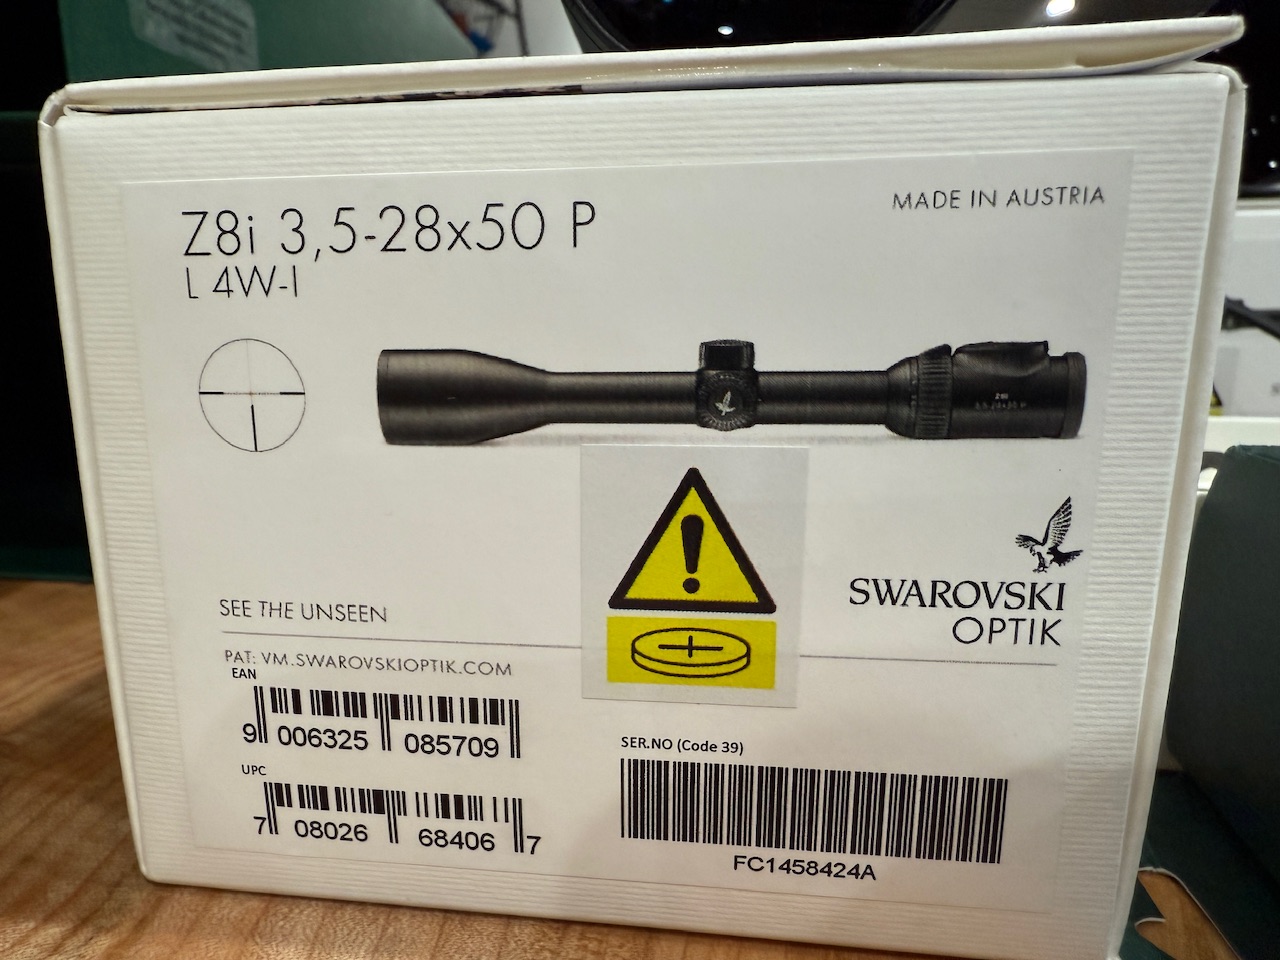 Z8i 3,5-28x50 P
L 4W-I
MADE IN AUSTRIA
SEE THE UNSEEN
SWAROVSKI
OPTIK
PAT: VM.SWAROVSKIOPTIK.COM
EAN
9 006325 085709
UPC
7 08026 68406 7
SER.NO (Code 39)
FC1458424A